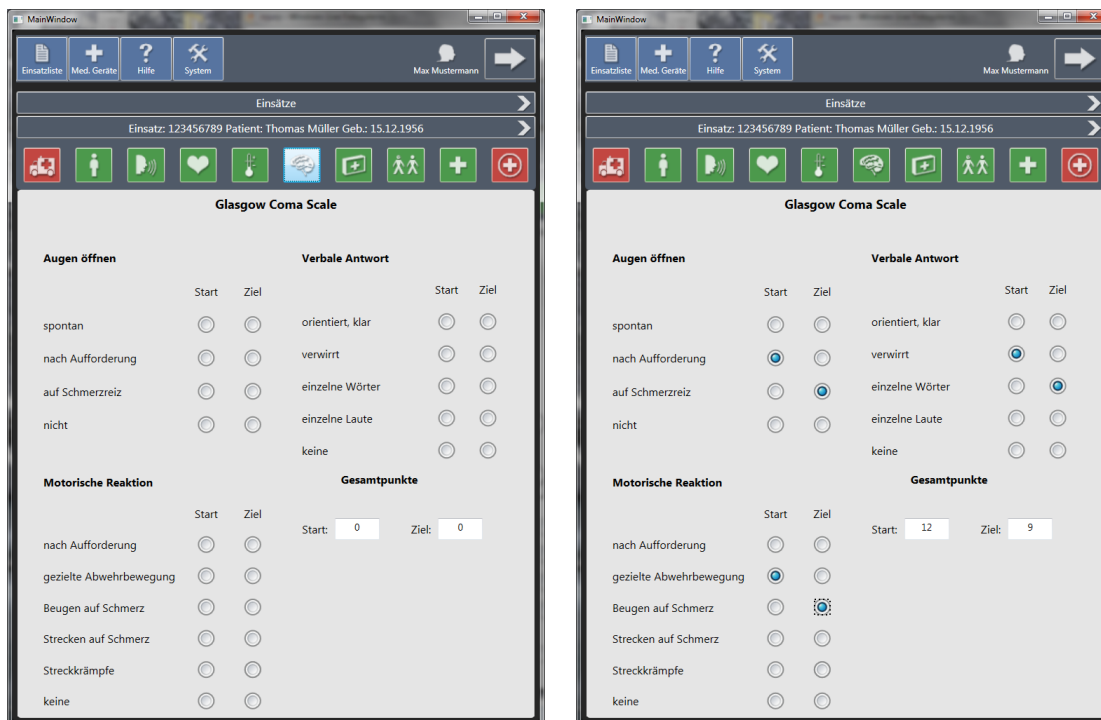 MainWindow
Einsatzliste Med. Geräte Hilfe System Max Mustermann
Einsätze
Einsatz: 123456789 Patient: Thomas Müller Geb.: 15.12.1956
Glasgow Coma Scale
Augen öffnen Verbale Antwort
Start Ziel Start Ziel
spontan orientiert, klar
nach Aufforderung verwirrt
auf Schmerzreiz einzelne Wörter
nicht einzelne Laute
keine
Motorische Reaktion Gesamtpunkte
Start Ziel
Start: 0 Ziel: 0
nach Aufforderung
gezielte Abwehrbewegung
Beugen auf Schmerz
Strecken auf Schmerz
Streckkrämpfe
keine
MainWindow
Einsatzliste Med. Geräte Hilfe System Max Mustermann
Einsätze
Einsatz: 123456789 Patient: Thomas Müller Geb.: 15.12.1956
Glasgow Coma Scale
Augen öffnen Verbale Antwort
Start Ziel Start Ziel
spontan orientiert, klar
nach Aufforderung verwirrt
auf Schmerzreiz einzelne Wörter
nicht einzelne Laute
keine
Motorische Reaktion Gesamtpunkte
Start Ziel
Start: 12 Ziel: 9
nach Aufforderung
gezielte Abwehrbewegung
Beugen auf Schmerz
Strecken auf Schmerz
Streckkrämpfe
keine